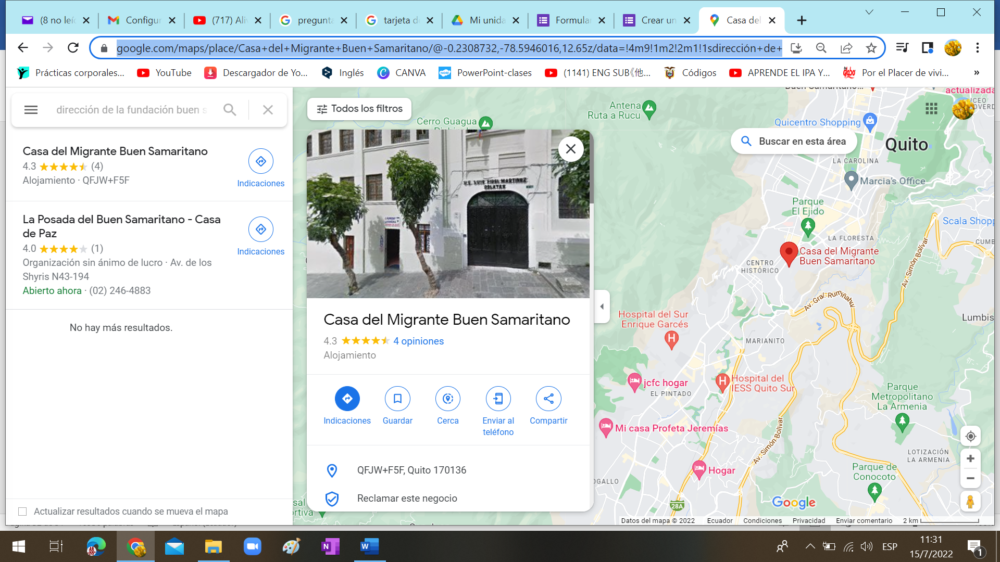 (8 no leíc
Configur
(717) Ali
pregunta
tarjeta d
Mi unida
Formular
Crear un
Casa del
google.com/maps/place/Casa+del+Migrante+Buen+Samaritano/@-0.2308732,-78.5946016,12.65z/data=!4m9!1m2!2m1!1sdirección+de+
Prácticas corporales...
YouTube
Descargador de Yo...
Inglés
CANVA
PowerPoint-clases
(1141) ENG SUB《他...
Códigos
APRENDE EL IPA Y...
Por el Placer de vivi...
»
dirección de la fundación buen s
Casa del Migrante Buen Samaritano
4.3 (4)
Alojamiento · QFJW+F5F
Indicaciones
La Posada del Buen Samaritano - Casa
de Paz
4.0 (1)
Organización sin ánimo de lucro · Av. de los
Shyris N43-194
Abierto ahora · (02) 246-4883
Indicaciones
No hay más resultados.
Actualizar resultados cuando se mueva el mapa
Todos los filtros
U.E. LUIS FIDEL MARTINEZ
Casa del Migrante Buen Samaritano
4.3 4 opiniones
Alojamiento
Indicaciones
Guardar
Cerca
Enviar al
teléfono
Compartir
QFJW+F5F, Quito 170136
Reclamar este negocio
Cerro Guagua
Antena
Ruta a Rucu
actualizada
Quicentro Shopping
Buscar en esta área
Quito
LA CAROLINA
Marcia's Office
Parque
El Ejido
Scala Shopp
LA FLORESTA
CUMB
Casa del Migrante
Buen Samaritano
CENTRO
HISTÓRICO
Av. Simón Bolívar
Av. Gral. Rumiñahui
Hospital del Sur
Enrique Garcés
Lumbis
MARIANITO
jcfc hogar
EL PINTADO
Hospital del
IESS Quito Sur
Parque
Metropolitano
La Armenia
Mi casa Profeta Jeremías
Av. Simón Bolívar
LOTIZACIÓN
LA ARMENIA
Hogar
Parque de
Conocoto
OGALLO
28A
Google
Datos del mapa © 2022
Ecuador
Condiciones
Privacidad
Enviar comentario
2 km
N
W
ESP
11:31
15/7/2022
1